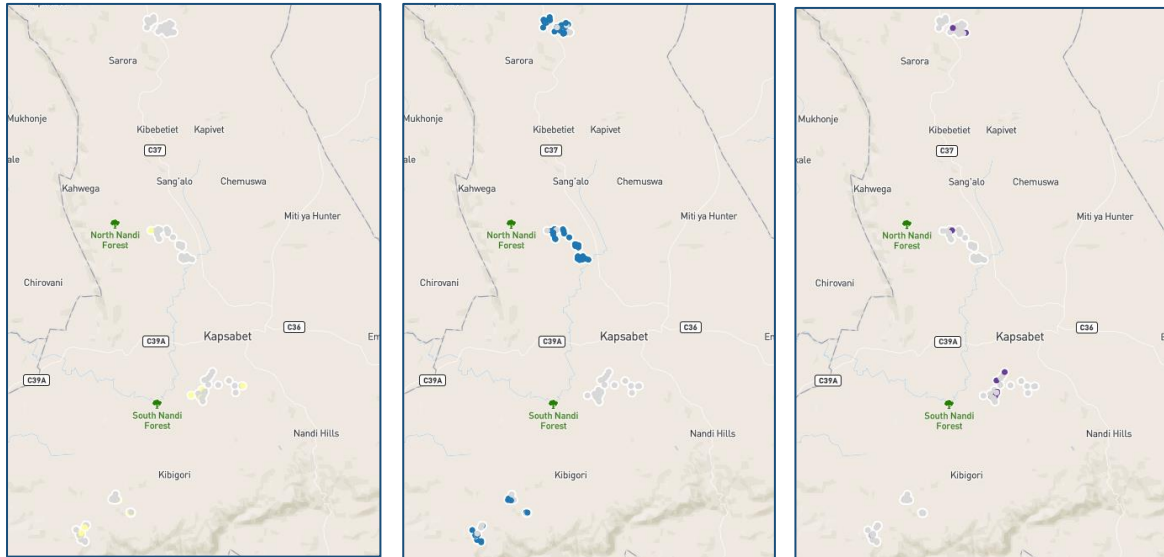 Sarora
Mukhonje
Kibebetiet Kapivet
C37
ale
Sang'alo Chemuswa
Kahwega
Miti ya Hunter
North Nandi
Forest
Chirovani
C36
C39A Kapsabet
Em
C39A
South Nandi
Forest
Nandi Hills
Kibigori
Sarora
Mukhonje
Kibebetiet Kapivet
C37
ale
Sang'alo Chemuswa
Kahwega
Miti ya Hunter
North Nandi
Forest
Chirovani
C36
C39A Kapsabet
Em
C39A
South Nandi
Forest
Nandi Hills
Kibigori
Sarora
Mukhonje
Kibebetiet Kapivet
C37
kale
Sang'alo Chemuswa
Kahwega
Miti ya Hunter
North Nandi
Forest
Chirovani
C36
C39A Kapsabet
E
C39A
South Nandi
Forest
Nandi Hills
Kibigori